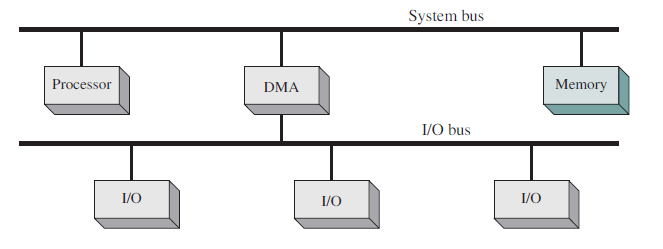 System bus
Processor
DMA
Memory
I/O bus
I/O
I/O
I/O